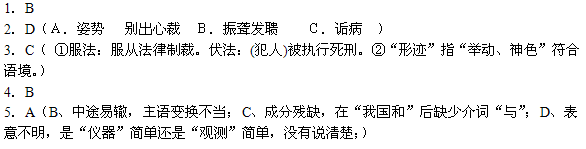 1．B
2．D（A．姿势　别出心裁　B．振聋发聩　　C．诟病　）
3．C（ ①服法：服从法律制裁。伏法：(犯人)被执行死刑。②“形迹”指“举动、神色”符合
语境。）
4．B
5．A（B、中途易辙，主语变换不当；C、成分残缺，在“我国和”后缺少介词“与”；D、表
意不明，是“仪器”简单还是“观测”简单，没有说清楚；）